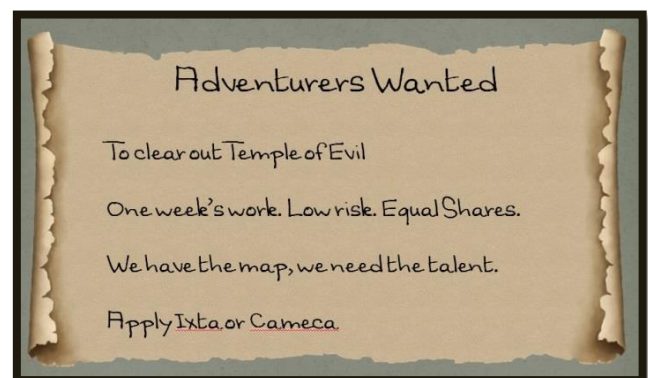 Adventurers Wanted
To clear out Temple of Evil
One week's work. Low risk. Equal Shares.
We have the map, we need the talent.
Apply Ixta or Cameca